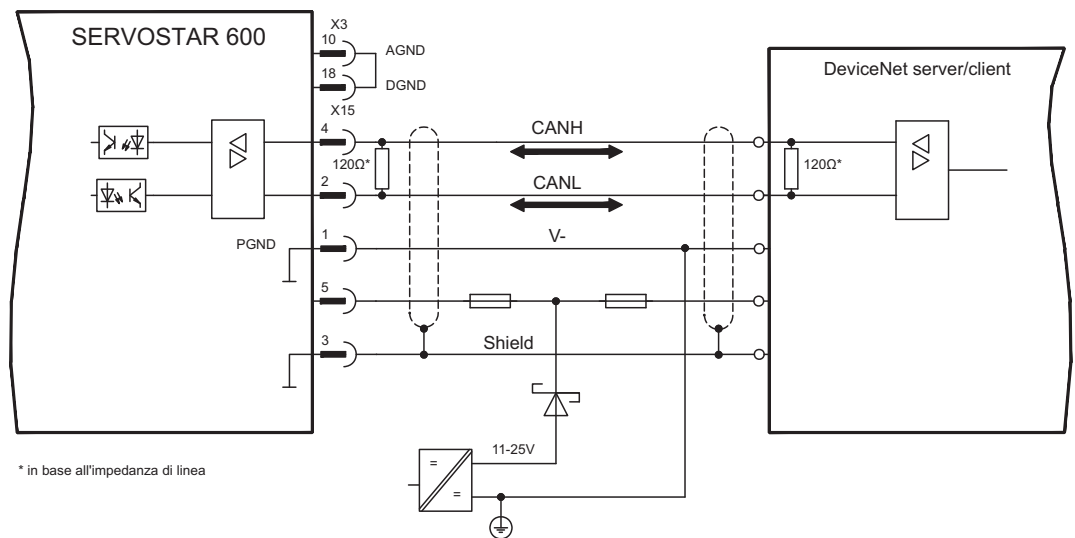 SERVOSTAR 600
X3
10
AGND
18
DGND
X15
DeviceNet server/client
4
CANH
120Ω*
120Ω*
2
CANL
PGND
1
V-
5
3
Shield
11-25V
=
=
* in base all'impedanza di linea